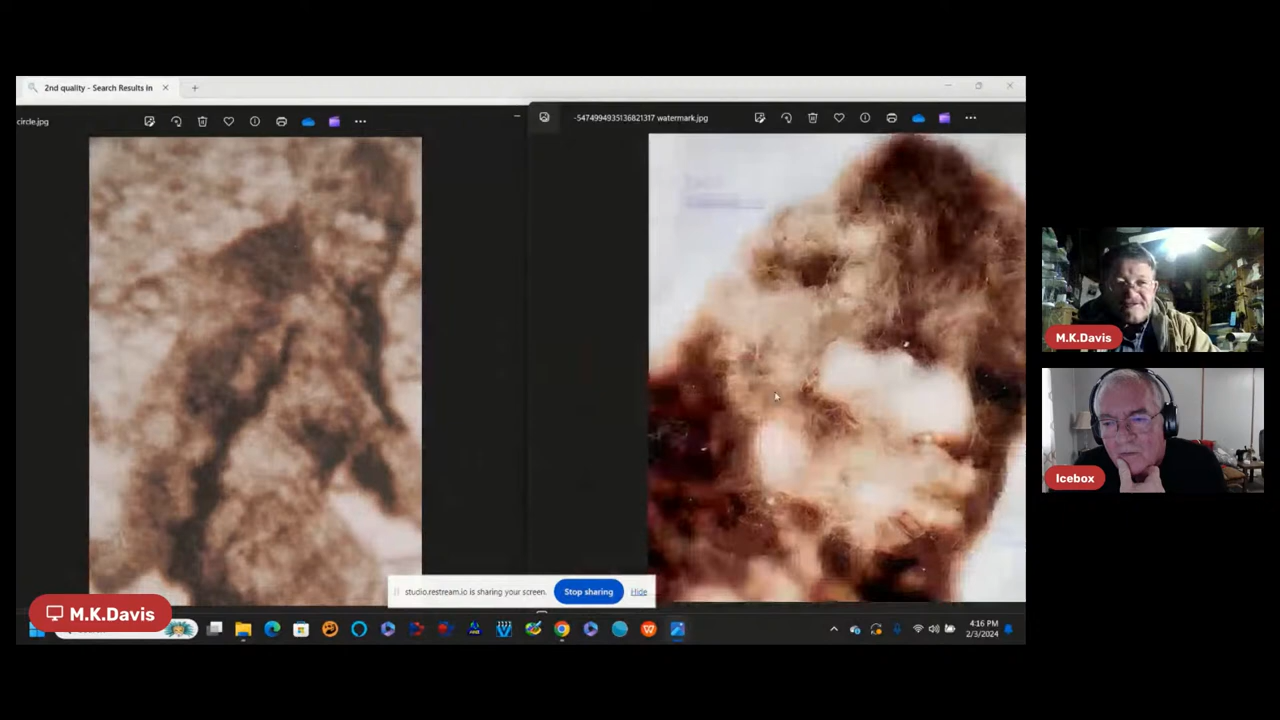 2nd quality - Search Results in
circle.jpg
-5474994935136821317 watermark.jpg
M.K.Davis
Icebox
studio.restream.io is sharing your screen.
Stop sharing
Hide
M.K.Davis
4:16 PM
2/3/2024